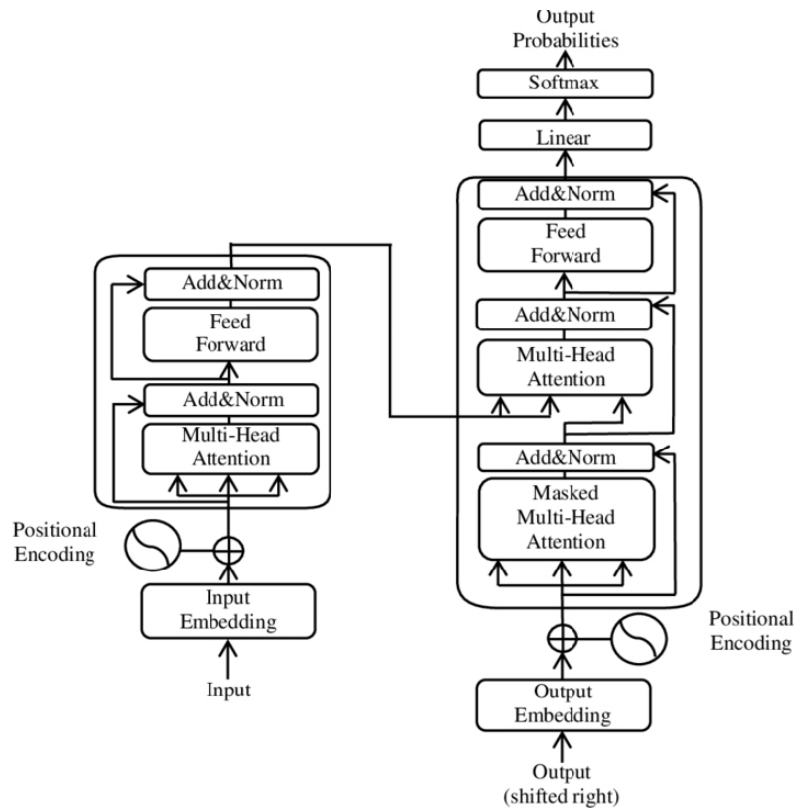 Output
Probabilities
Softmax
Linear
Add&Norm
Feed
Forward
Add&Norm
Multi-Head
Attention
Add&Norm
Masked
Multi-Head
Attention
Positional
Encoding
Output
Embedding
Output
(shifted right)
Add&Norm
Feed
Forward
Add&Norm
Multi-Head
Attention
Positional
Encoding
Input
Embedding
Input